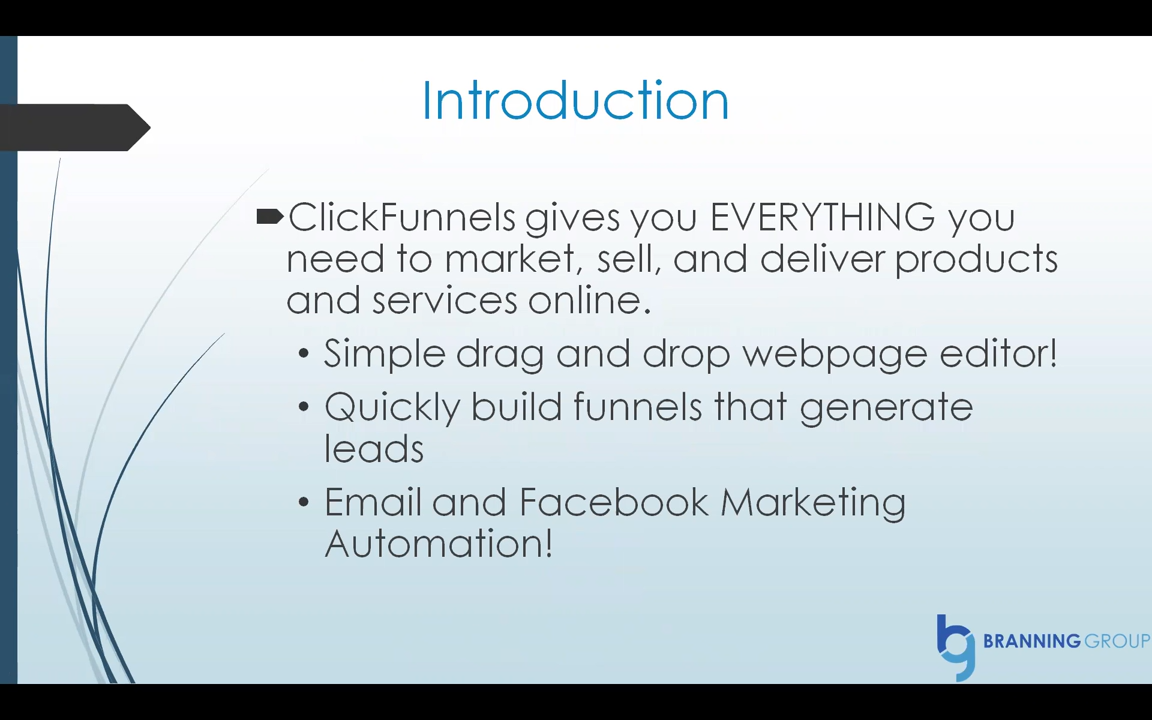 Introduction
ClickFunnels gives you EVERYTHING you
need to market, sell, and deliver products
and services online.
• Simple drag and drop webpage editor!
• Quickly build funnels that generate
leads
• Email and Facebook Marketing
Automation!
bg BRANNING GROUP